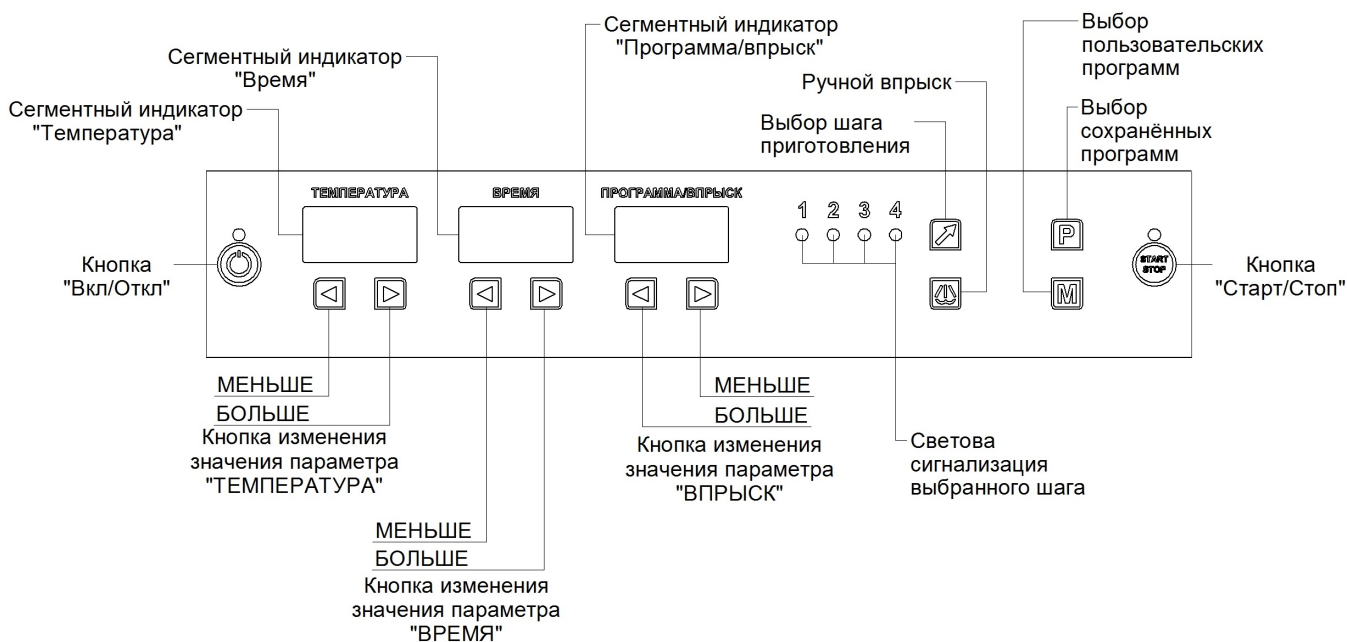 Сегментный индикатор
"Программа/впрыск"
Выбор
пользовательских
программ
Сегментный индикатор
"Время"
Ручной впрыск
Сегментный индикатор
"Температура"
Выбор шага
приготовления
Выбор
сохранённых
программ
ТЕМПЕРАТУРА
ВРЕМЯ
ПРОГРАММА/ВПРЫСК
1 2 3 4
P
START
STOP
M
Кнопка
"Вкл/Откл"
Кнопка
"Старт/Стоп"
МЕНЬШЕ
БОЛЬШЕ
Кнопка изменения
значения параметра
"ТЕМПЕРАТУРА"
МЕНЬШЕ
БОЛЬШЕ
Кнопка изменения
значения параметра
"ВПРЫСК"
Светова
сигнализация
выбранного шага
МЕНЬШЕ
БОЛЬШЕ
Кнопка изменения
значения параметра
"ВРЕМЯ"